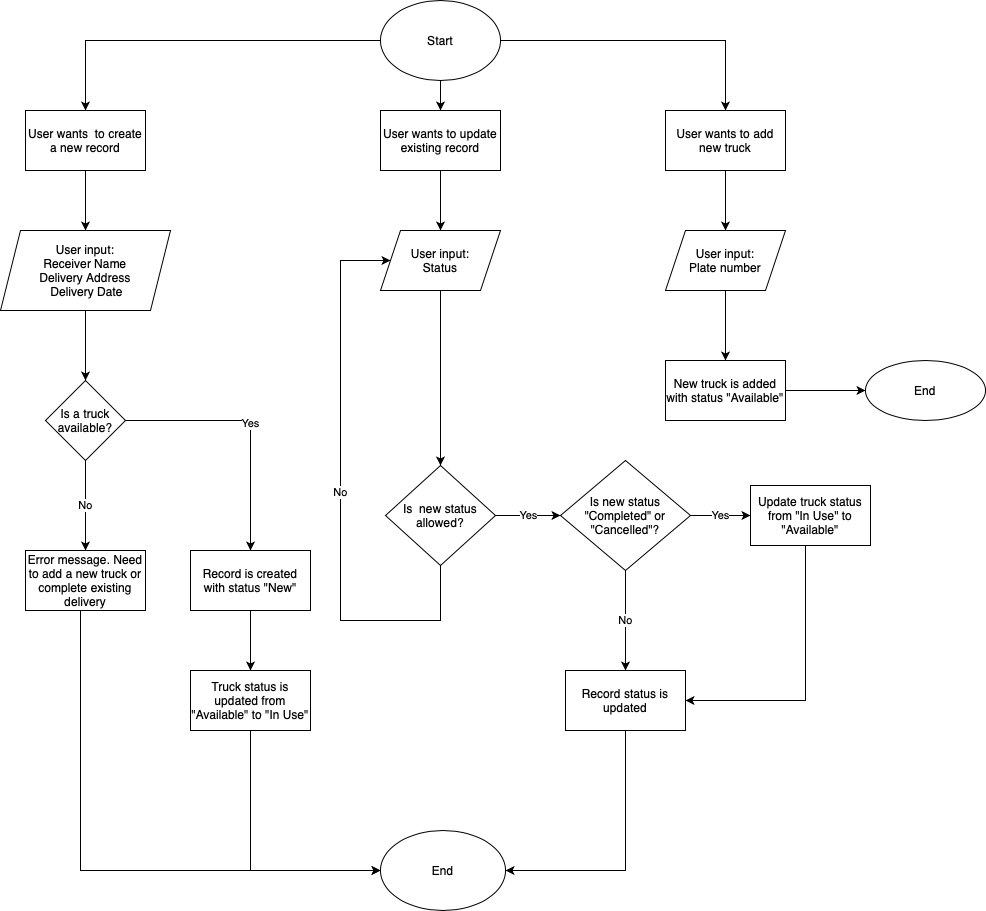 Start
User wants to create
a new record
User wants to update
existing record
User wants to add
new truck
User input:
Receiver Name
Delivery Address
Delivery Date
User input:
Status
User input:
Plate number
New truck is added
with status "Available"
End
Is a truck
available?
Yes
No
Is new status
allowed?
No
Yes
Is new status
"Completed" or
"Cancelled"?
Yes
Update truck status
from "In Use" to
"Available"
Error message. Need
to add a new truck or
complete existing
delivery
Record is created
with status "New"
No
Truck status is
updated from
"Available" to "In Use"
Record status is
updated
End